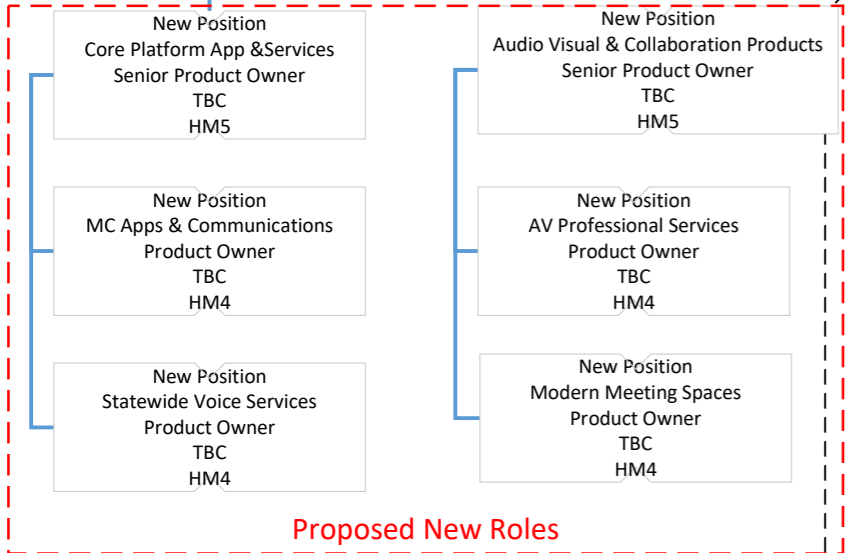 New Position
Core Platform App &Services
Senior Product Owner
TBC
HM5
New Position
MC Apps & Communications
Product Owner
TBC
HM4
New Position
Statewide Voice Services
Product Owner
TBC
HM4
New Position
Audio Visual & Collaboration Products
Senior Product Owner
TBC
HM5
New Position
AV Professional Services
Product Owner
TBC
HM4
New Position
Modern Meeting Spaces
Product Owner
TBC
HM4
Proposed New Roles